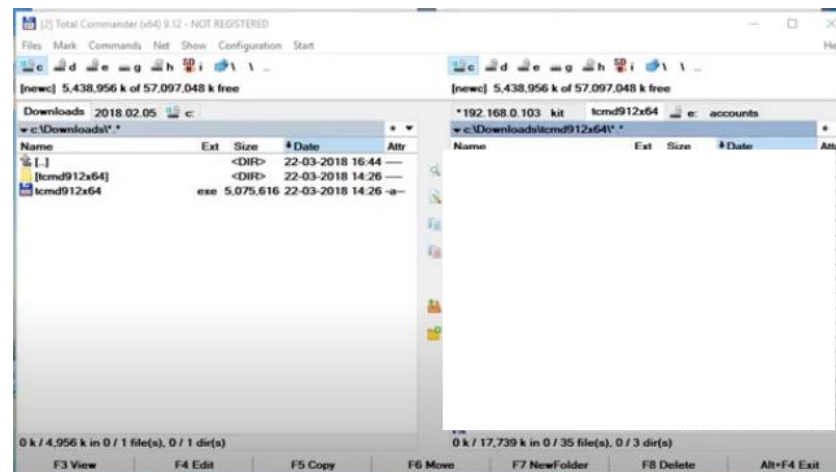 [2] Total Commander (x64) 9.12 - NOT REGISTERED
Files Mark Commands Net Show Configuration Start He
c d e g h i \ \ ..
c d e g h i \ \ ..
[newc] 5,438,956 k of 57,097,048 k free
[newc] 5,438,956 k of 57,097,048 k free
Downloads 2018.02.05 c:
*192.168.0.103 kit tcmd912x64 e: accounts
c:\Downloads\*.*
c:\Downloads\tcmd912x64\*.*
Name Ext Size Date Attr
Name Ext Size Date Att
[..] <DIR> 22-03-2018 16:44 ----
[tcmd912x64] <DIR> 22-03-2018 14:26 ----
tcmd912x64 exe 5,075,616 22-03-2018 14:26 -a--
0 k / 4,956 k in 0 / 1 file(s), 0 / 1 dir(s)
0 k / 17,739 k in 0 / 35 file(s), 0 / 3 dir(s)
F3 View F4 Edit F5 Copy F6 Move F7 NewFolder F8 Delete Alt+F4 Exit